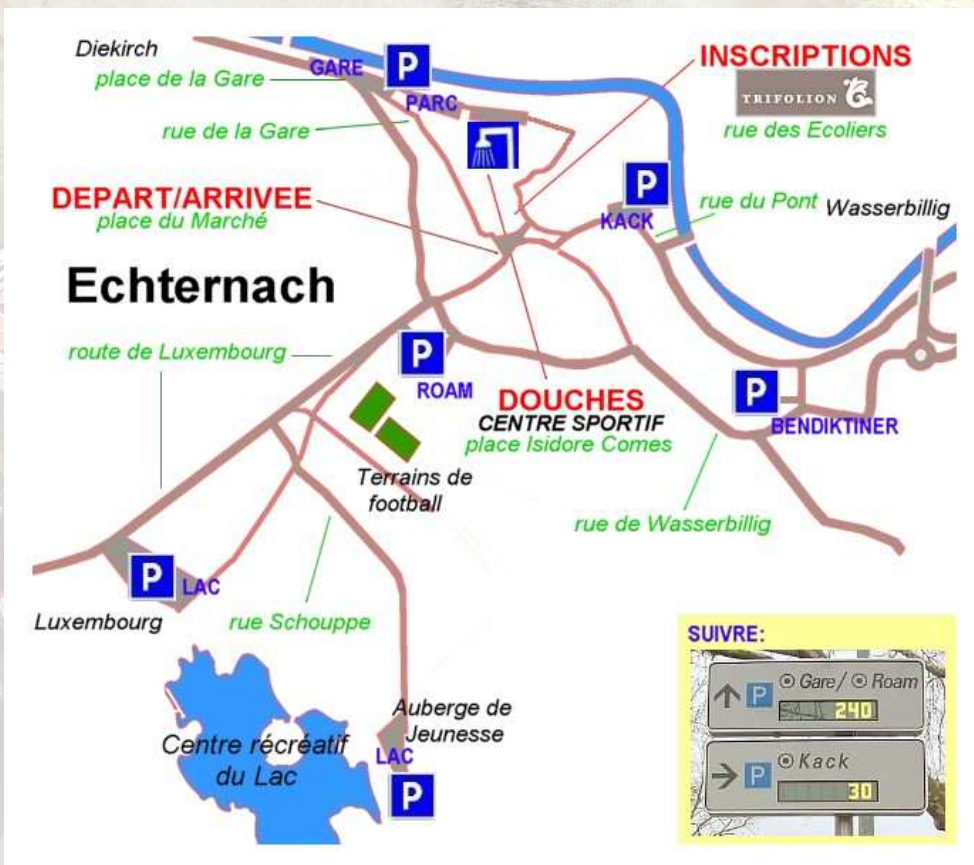 Diekirch
place de la Gare
GARE
P
PARC
rue de la Gare
INSCRIPTIONS
TRIFOLION
rue des Ecoliers
DEPART/ARRIVEE
place du Marché
P
KACK
rue du Pont
Wasserbillig
Echternach
route de Luxembourg
P
ROAM
DOUCHES
CENTRE SPORTIF
place Isidore Comes
P
BENDIKTINER
Terrains de
football
rue de Wasserbillig
P
LAC
Luxembourg
rue Schouppe
Centre récréatif
du Lac
Auberge de
Jeunesse
LAC
P
SUIVRE:
P Gare/ Roam
240
P Kack
30